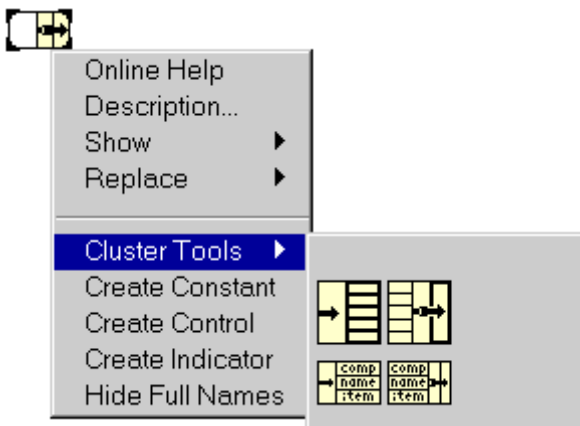 Online Help
Description...
Show
Replace
Cluster Tools
Create Constant
Create Control
Create Indicator
Hide Full Names
comp comp
name name
item item